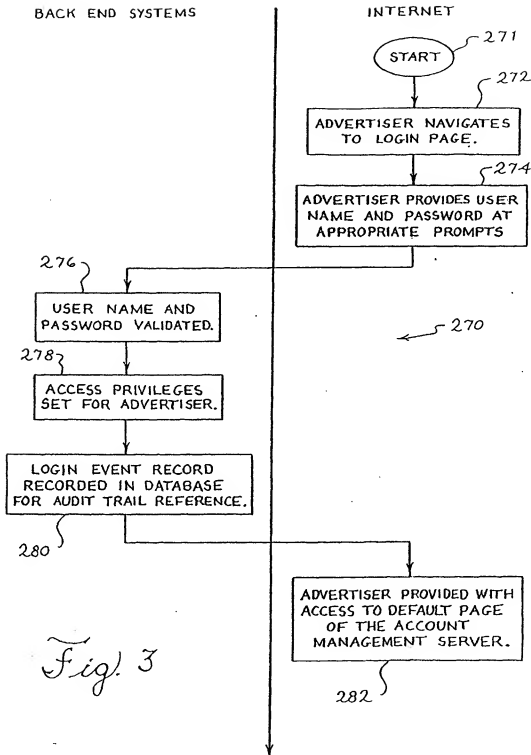 BACK END SYSTEMS
INTERNET
START
271
272
ADVERTISER NAVIGATES
TO LOGIN PAGE.
274
ADVERTISER PROVIDES USER
NAME AND PASSWORD AT
APPROPRIATE PROMPTS
276
USER NAME AND
PASSWORD VALIDATED.
270
278
ACCESS PRIVILEGES
SET FOR ADVERTISER.
LOGIN EVENT RECORD
RECORDED IN DATABASE
FOR AUDIT TRAIL REFERENCE.
280
ADVERTISER PROVIDED WITH
ACCESS TO DEFAULT PAGE
OF THE ACCOUNT
MANAGEMENT SERVER.
282
Fig. 3